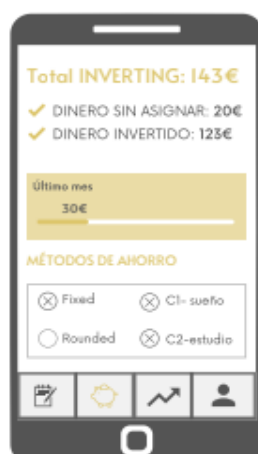 Total INVERTING: 143€
DINERO SIN ASIGNAR: 20€
DINERO INVERTIDO: 123€
Último mes
30€
MÉTODOS DE AHORRO
Fixed
C1- sueño
Rounded
C2-estudio